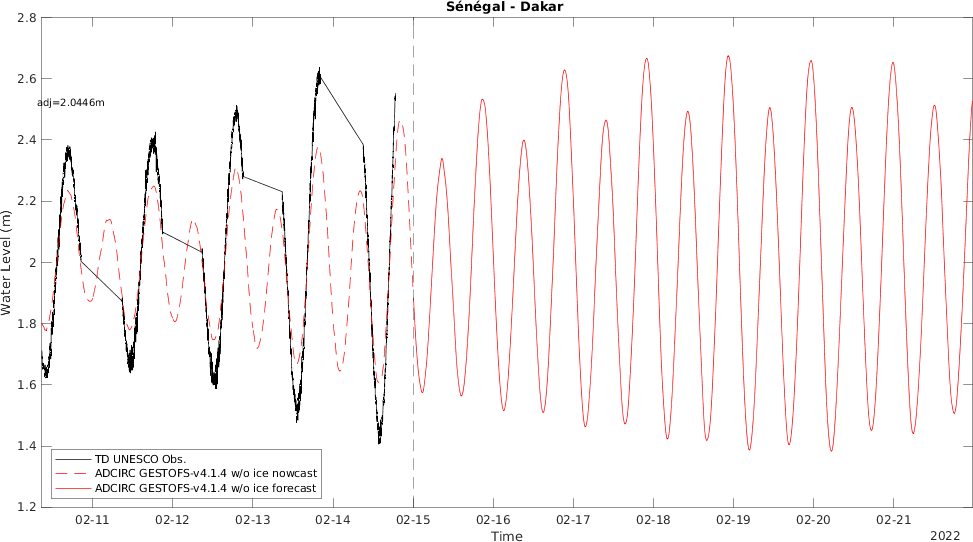 Sénégal - Dakar
2.8
2.6
adj=2.0446m
2.4
2.2
2
1.8
1.6
1.4
1.2
Water Level (m)
TD UNESCO Obs.
ADCIRC GESTOFS-v4.1.4 w/o ice nowcast
ADCIRC GESTOFS-v4.1.4 w/o ice forecast
02-11 02-12 02-13 02-14 02-15 02-16 02-17 02-18 02-19 02-20 02-21
Time
2022